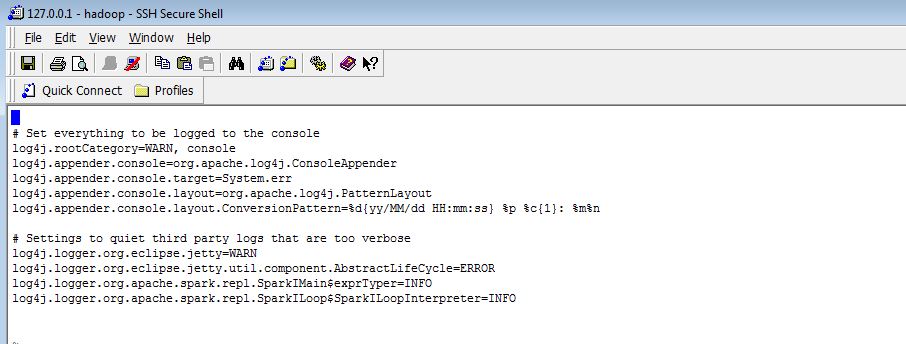 127.0.0.1 - hadoop - SSH Secure Shell
File Edit View Window Help
Quick Connect Profiles
# Set everything to be logged to the console
log4j.rootCategory=WARN, console
log4j.appender.console=org.apache.log4j.ConsoleAppender
log4j.appender.console.target=System.err
log4j.appender.console.layout=org.apache.log4j.PatternLayout
log4j.appender.console.layout.ConversionPattern=%d{yy/MM/dd HH:mm:ss} %p %c{1}: %m%n
# Settings to quiet third party logs that are too verbose
log4j.logger.org.eclipse.jetty=WARN
log4j.logger.org.eclipse.jetty.util.component.AbstractLifeCycle=ERROR
log4j.logger.org.apache.spark.repl.SparkIMain$exprTyper=INFO
log4j.logger.org.apache.spark.repl.SparkILoop$SparkILoopInterpreter=INFO